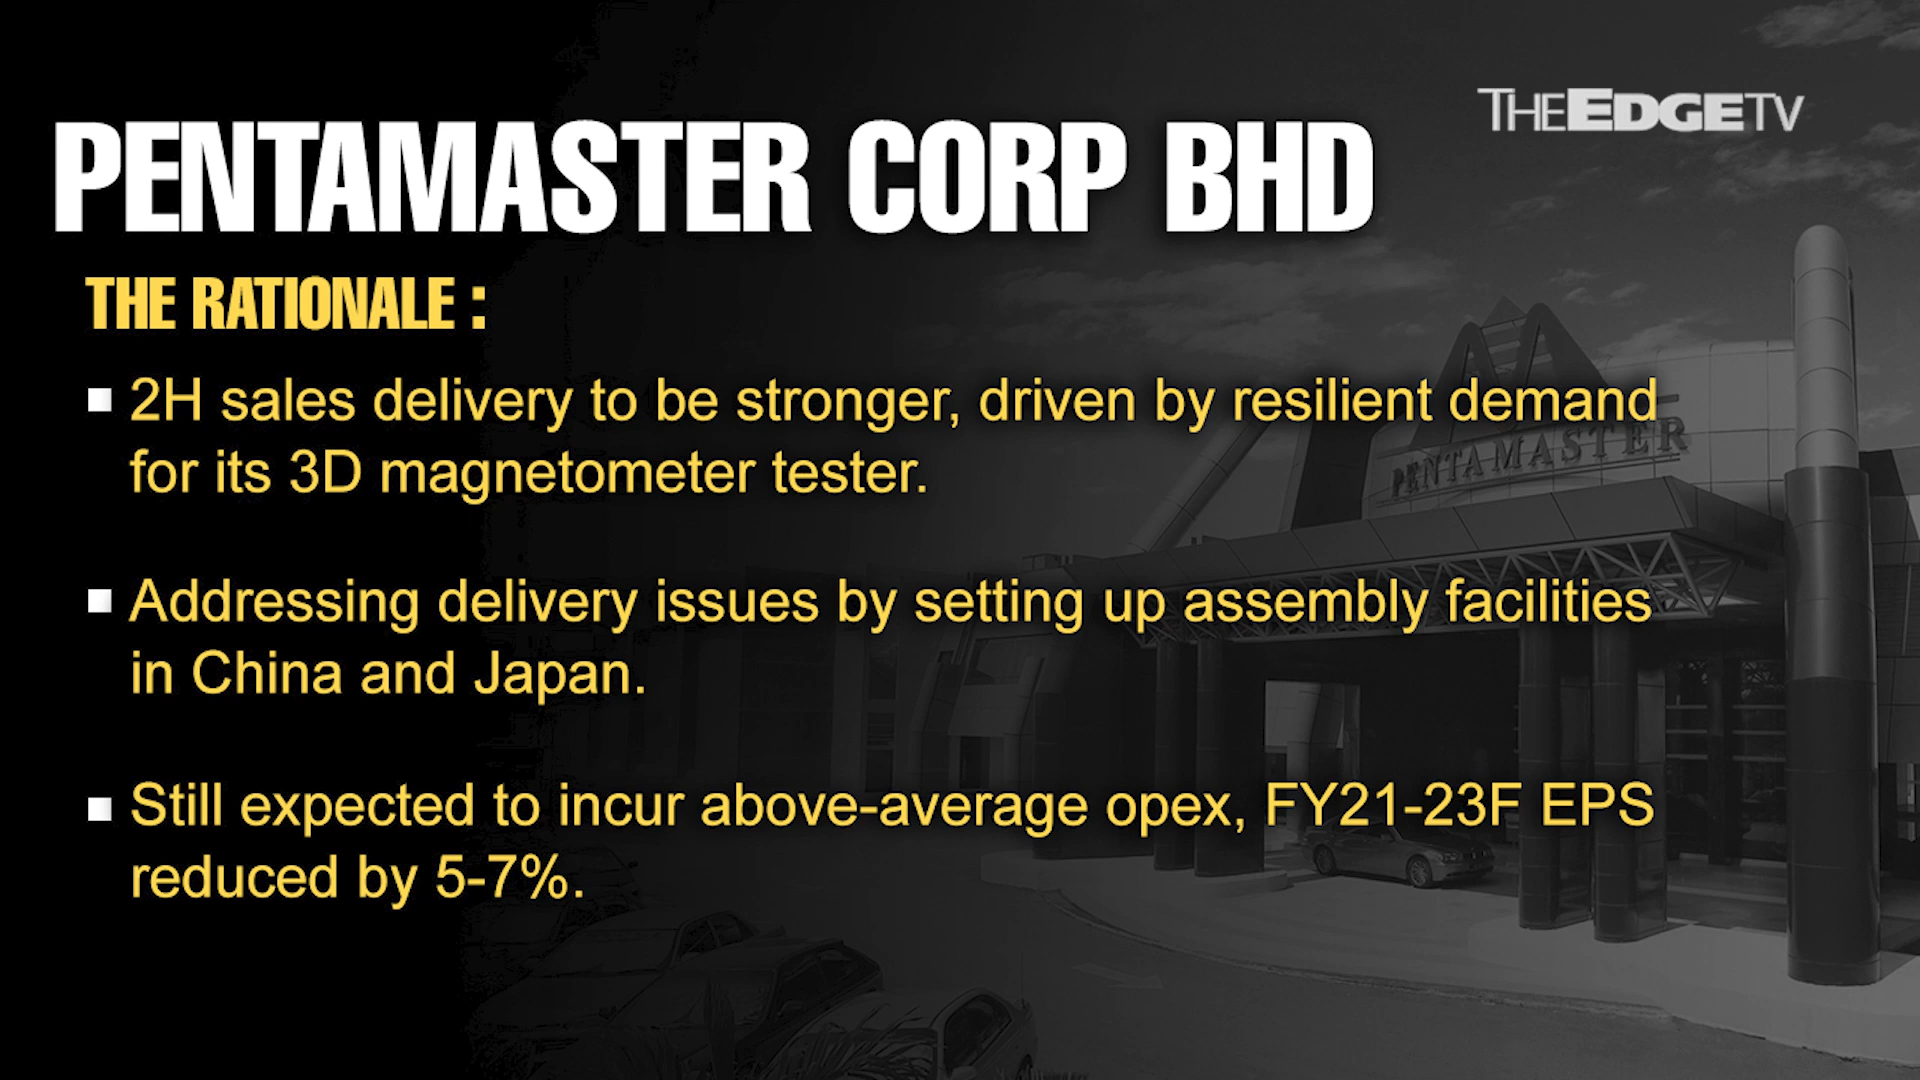 THEEDGETV
PENTAMASTER CORP BHD
THE RATIONALE :
2H sales delivery to be stronger, driven by resilient demand
for its 3D magnetometer tester.
PENTAMASTER
Addressing delivery issues by setting up assembly facilities
in China and Japan.
Still expected to incur above-average opex, FY21-23F EPS
reduced by 5-7%.